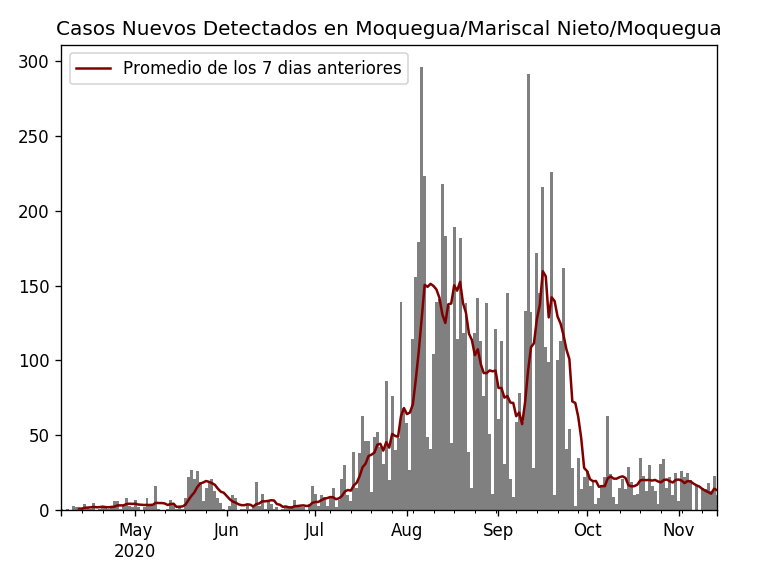 Casos Nuevos Detectados en Moquegua/Mariscal Nieto/Moquegua
Promedio de los 7 dias anteriores
300
250
200
150
100
50
0
May Jun Jul Aug Sep Oct Nov
2020